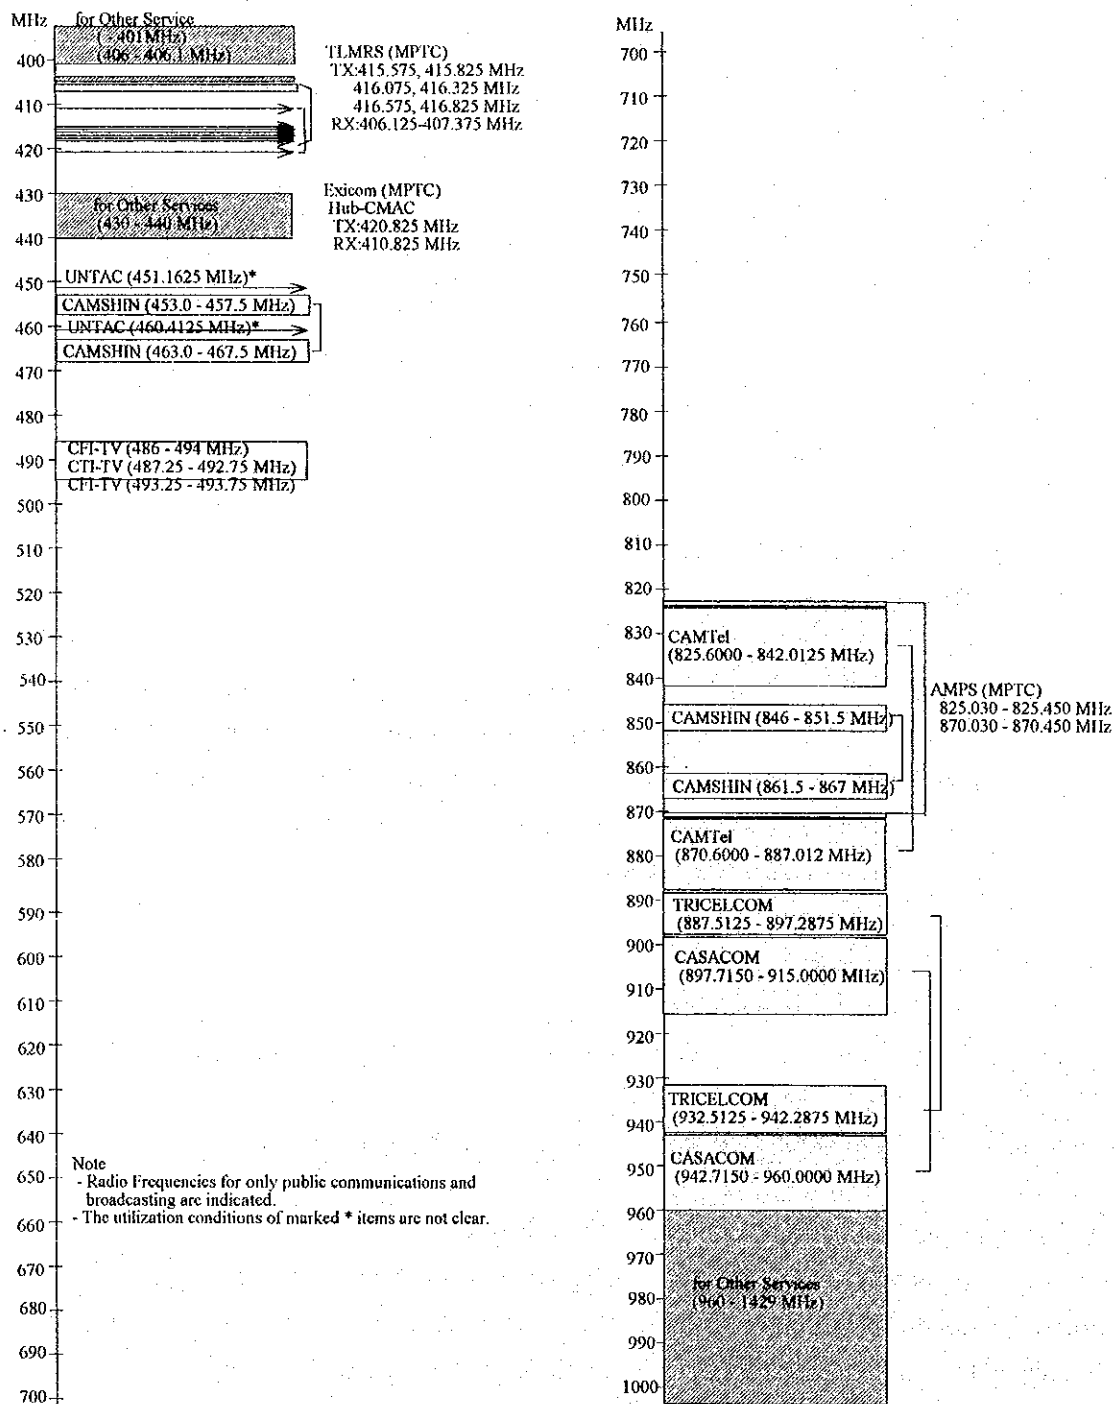 MHz
for Other Service
( - 401MHz)
(406 - 406.1 MHz)
400
410
420
430
440
450
460
470
480
490
500
510
520
530
540
550
560
570
580
590
600
610
620
630
640
650
660
670
680
690
700
TLMRS (MPTC)
TX:415.575, 415.825 MHz
416.075, 416.325 MHz
416.575, 416.825 MHz
RX:406.125-407.375 MHz
for Other Services
(430 - 440 MHz)
Exicom (MPTC)
Hub-CMAC
TX:420.825 MHz
RX:410.825 MHz
UNTAC (451.1625 MHz)*
CAMSHIN (453.0 - 457.5 MHz)
UNTAC (460.4125 MHz)*
CAMSHIN (463.0 - 467.5 MHz)
CFI-TV (486 - 494 MHz)
CTI-TV (487.25 - 492.75 MHz)
CFI-TV (493.25 - 493.75 MHz)
Note
- Radio Frequencies for only public communications and
broadcasting are indicated.
- The utilization conditions of marked * items are not clear.
MHz
700
710
720
730
740
750
760
770
780
790
800
810
820
830
840
850
860
870
880
890
900
910
920
930
940
950
960
970
980
990
1000
CAMTel
(825.6000 - 842.0125 MHz)
AMPS (MPTC)
825.030 - 825.450 MHz
870.030 - 870.450 MHz
CAMSHIN (846 - 851.5 MHz)
CAMSHIN (861.5 - 867 MHz)
CAMTel
(870.6000 - 887.012 MHz)
TRICELCOM
(887.5125 - 897.2875 MHz)
CASACOM
(897.7150 - 915.0000 MHz)
TRICELCOM
(932.5125 - 942.2875 MHz)
CASACOM
(942.7150 - 960.0000 MHz)
for Other Services
(960 - 1429 MHz)